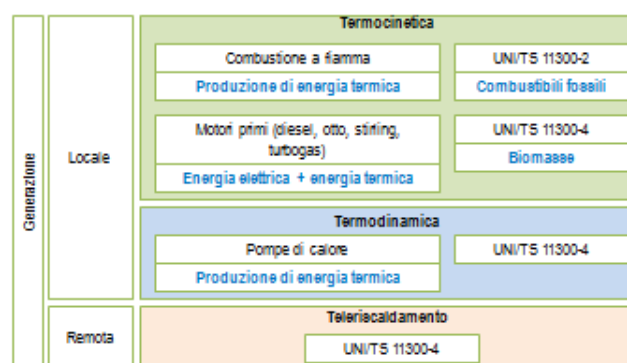 Termocinetica
Combustione a fiamma
Produzione di energia termica
UNI/TS 11300-2
Combustibili fossili
Motori primi (diesel, otto, stirling,
turbogas)
Energia elettrica + energia termica
UNI/TS 11300-4
Biomasse
Generazione
Locale
Termodinamica
Pompe di calore
Produzione di energia termica
UNI/TS 11300-4
Remota
Teleriscaldamento
UNI/TS 11300-4